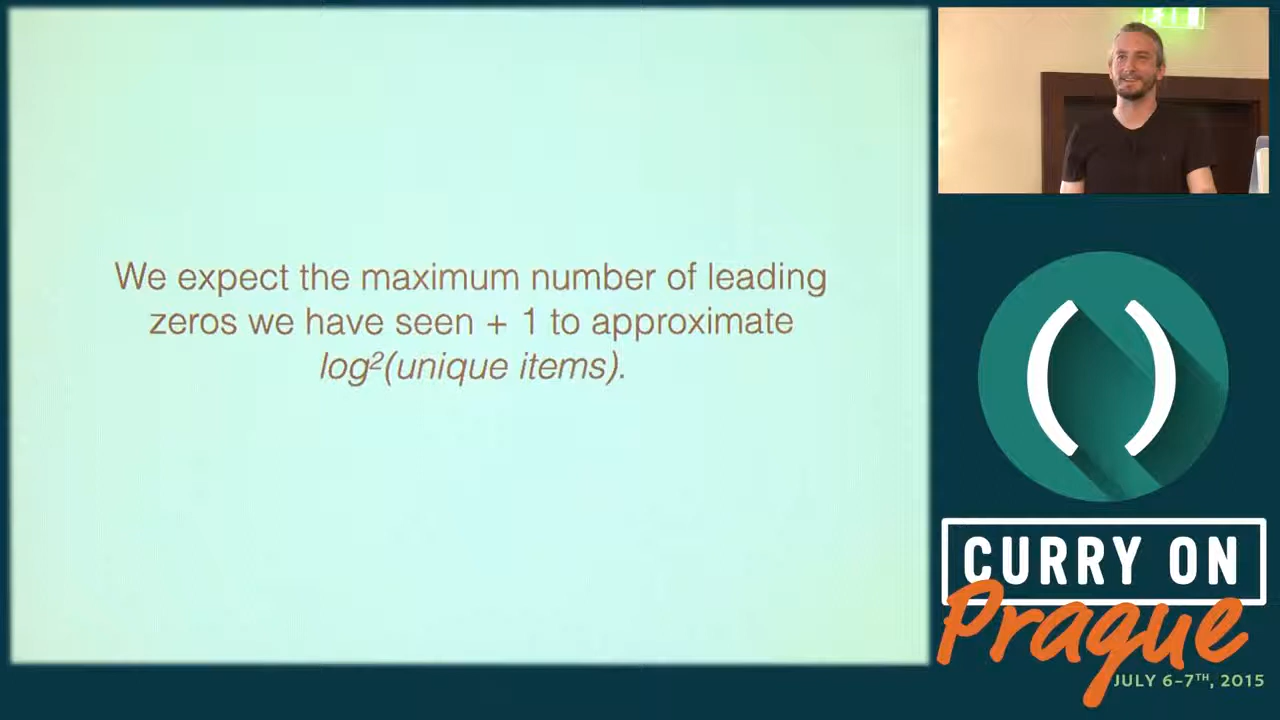 We expect the maximum number of leading
zeros we have seen + 1 to approximate
log²(unique items).
( )
CURRY ON
Prague
JULY 6–7TH, 2015